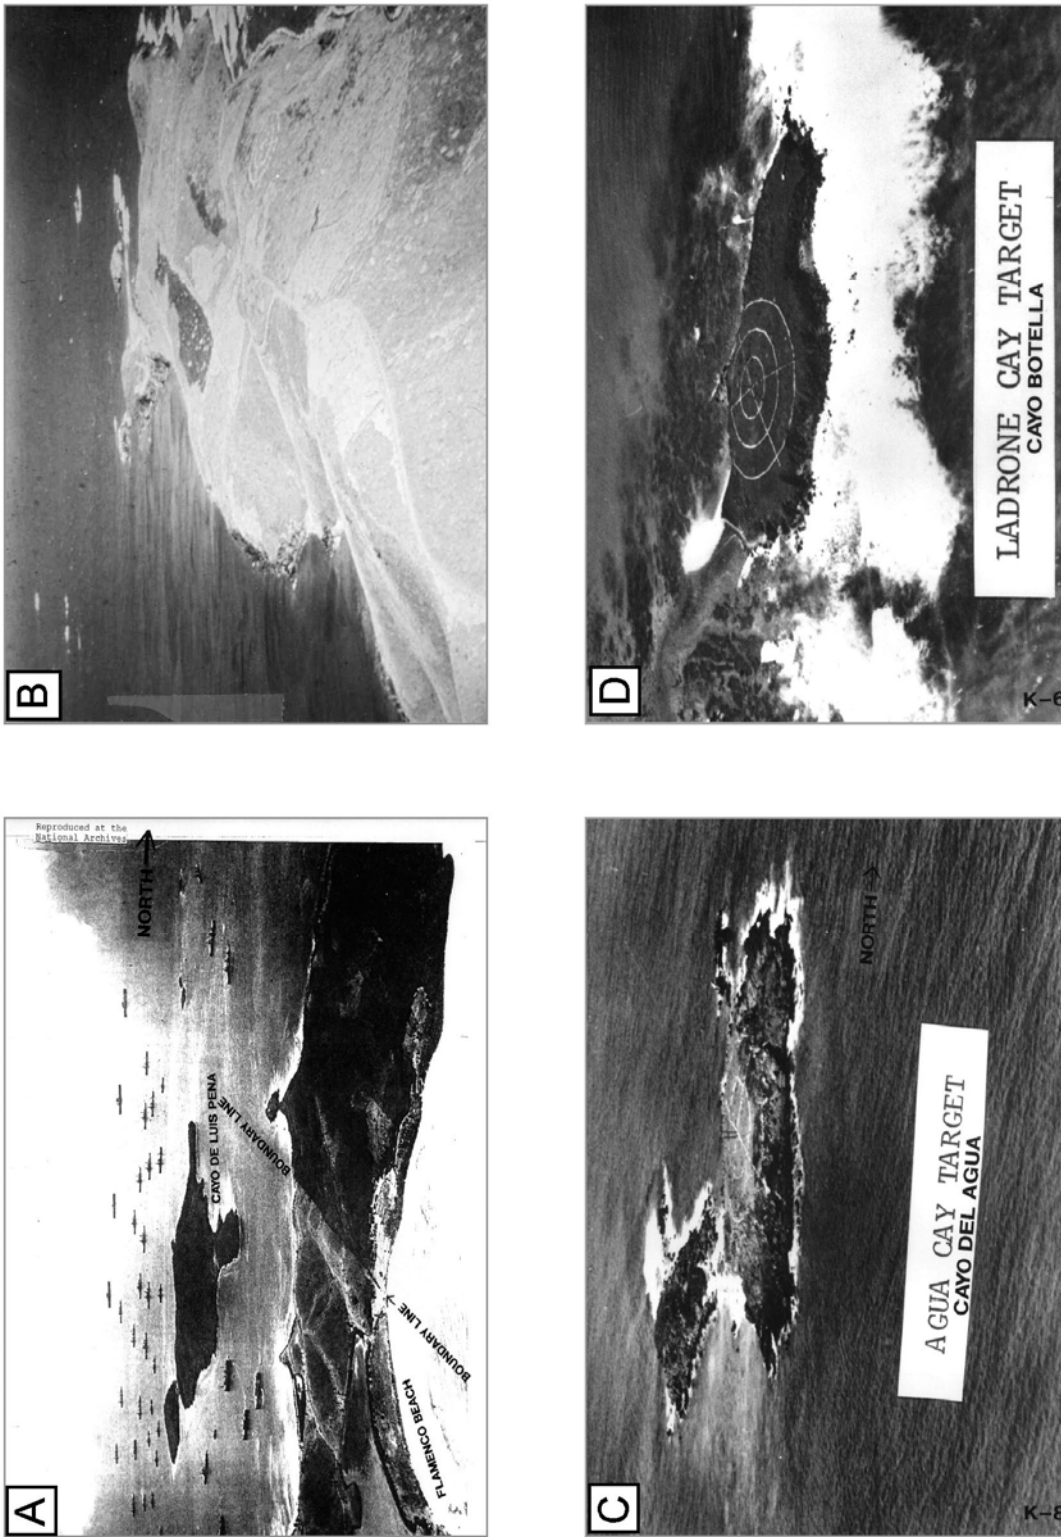 A
Reproduced at the
National Archives
NORTH
CAYO DE LUIS PENA
BOUNDARY LINE
BOUNDARY LINE
FLAMENCO BEACH
B
C
NORTH
AGUA CAY TARGET
CAYO DEL AGUA
D
LADRONE CAY TARGET
CAYO BOTELLA